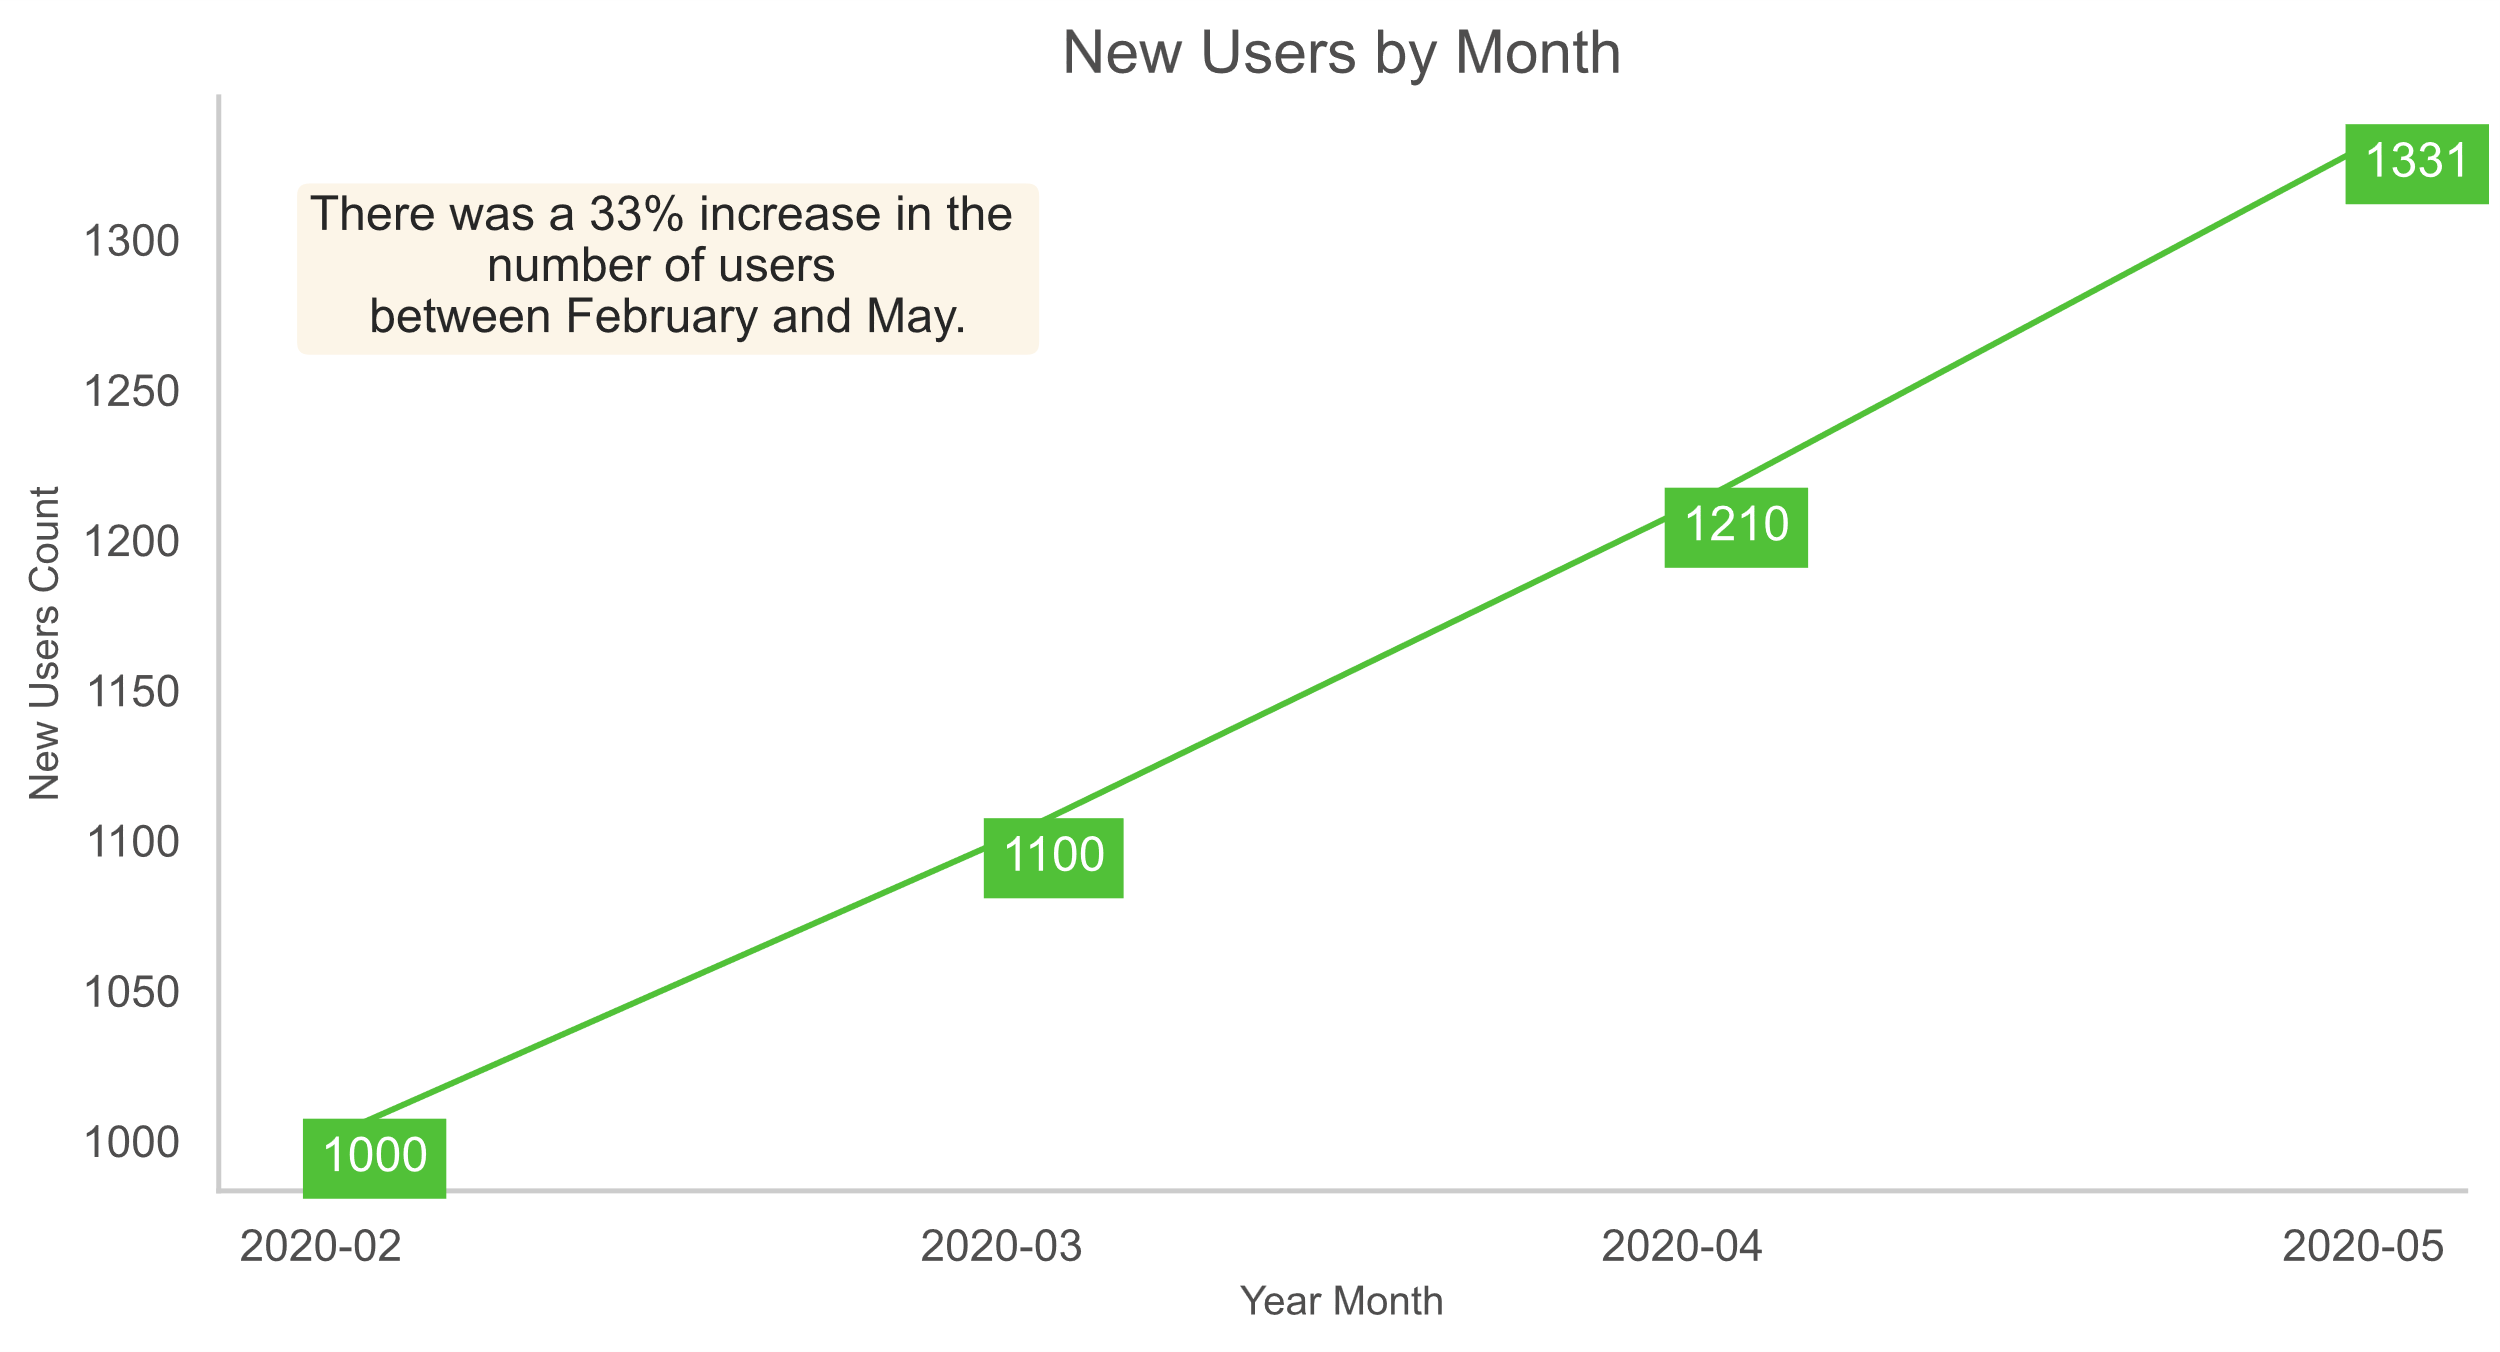 New Users by Month
There was a 33% increase in the
number of users
between February and May.
1331
1300
1250
1210
1200
1150
1100
1100
1050
1000
1000
New Users Count
2020-02 2020-03 2020-04 2020-05
Year Month